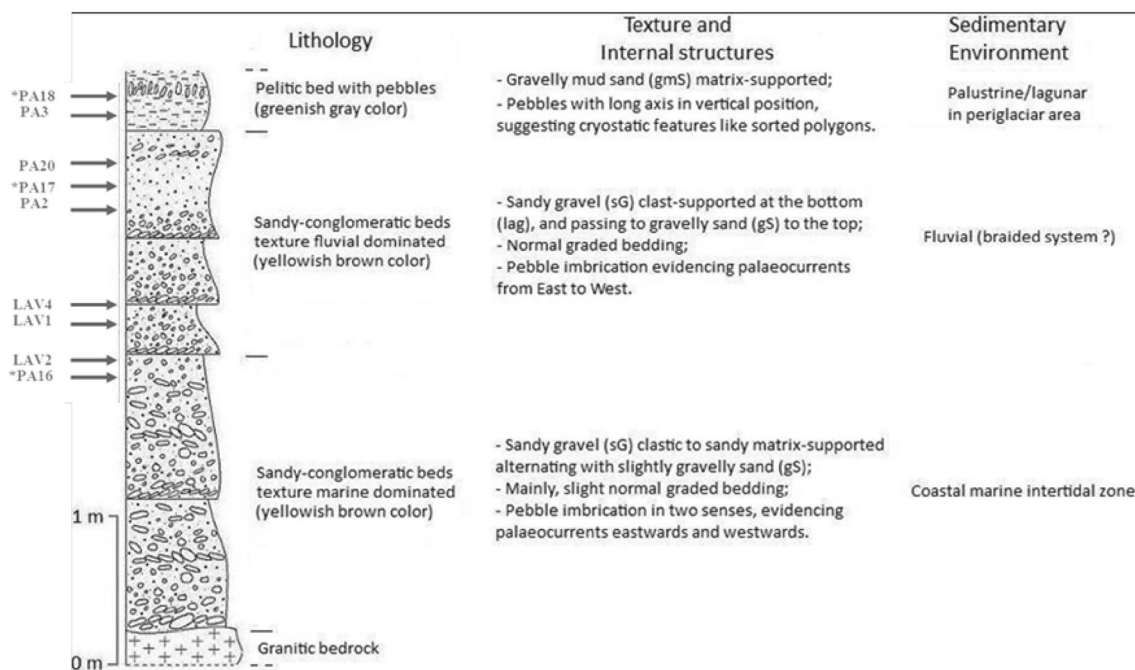 Lithology
Texture and
Internal structures
Sedimentary
Environment
*PA18
PA3
Pelitic bed with pebbles
(greenish gray color)
- Gravelly mud sand (gmS) matrix-supported;
- Pebbles with long axis in vertical position,
suggesting cryostatic features like sorted polygons.
Palustrine/lagunar
in periglaciar area
PA20
*PA17
PA2
Sandy-conglomeratic beds
texture fluvial dominated
(yellowish brown color)
- Sandy gravel (sG) clast-supported at the bottom
(lag), and passing to gravelly sand (gS) to the top;
- Normal graded bedding;
- Pebble imbrication evidencing palaeocurrents
from East to West.
Fluvial (braided system ?)
LAV4
LAV1
LAV2
*PA16
Sandy-conglomeratic beds
texture marine dominated
(yellowish brown color)
- Sandy gravel (sG) clastic to sandy matrix-supported
alternating with slightly gravelly sand (gS);
- Mainly, slight normal graded bedding;
- Pebble imbrication in two senses, evidencing
palaeocurrents eastwards and westwards.
Coastal marine intertidal zone
1 m
Granitic bedrock
0 m